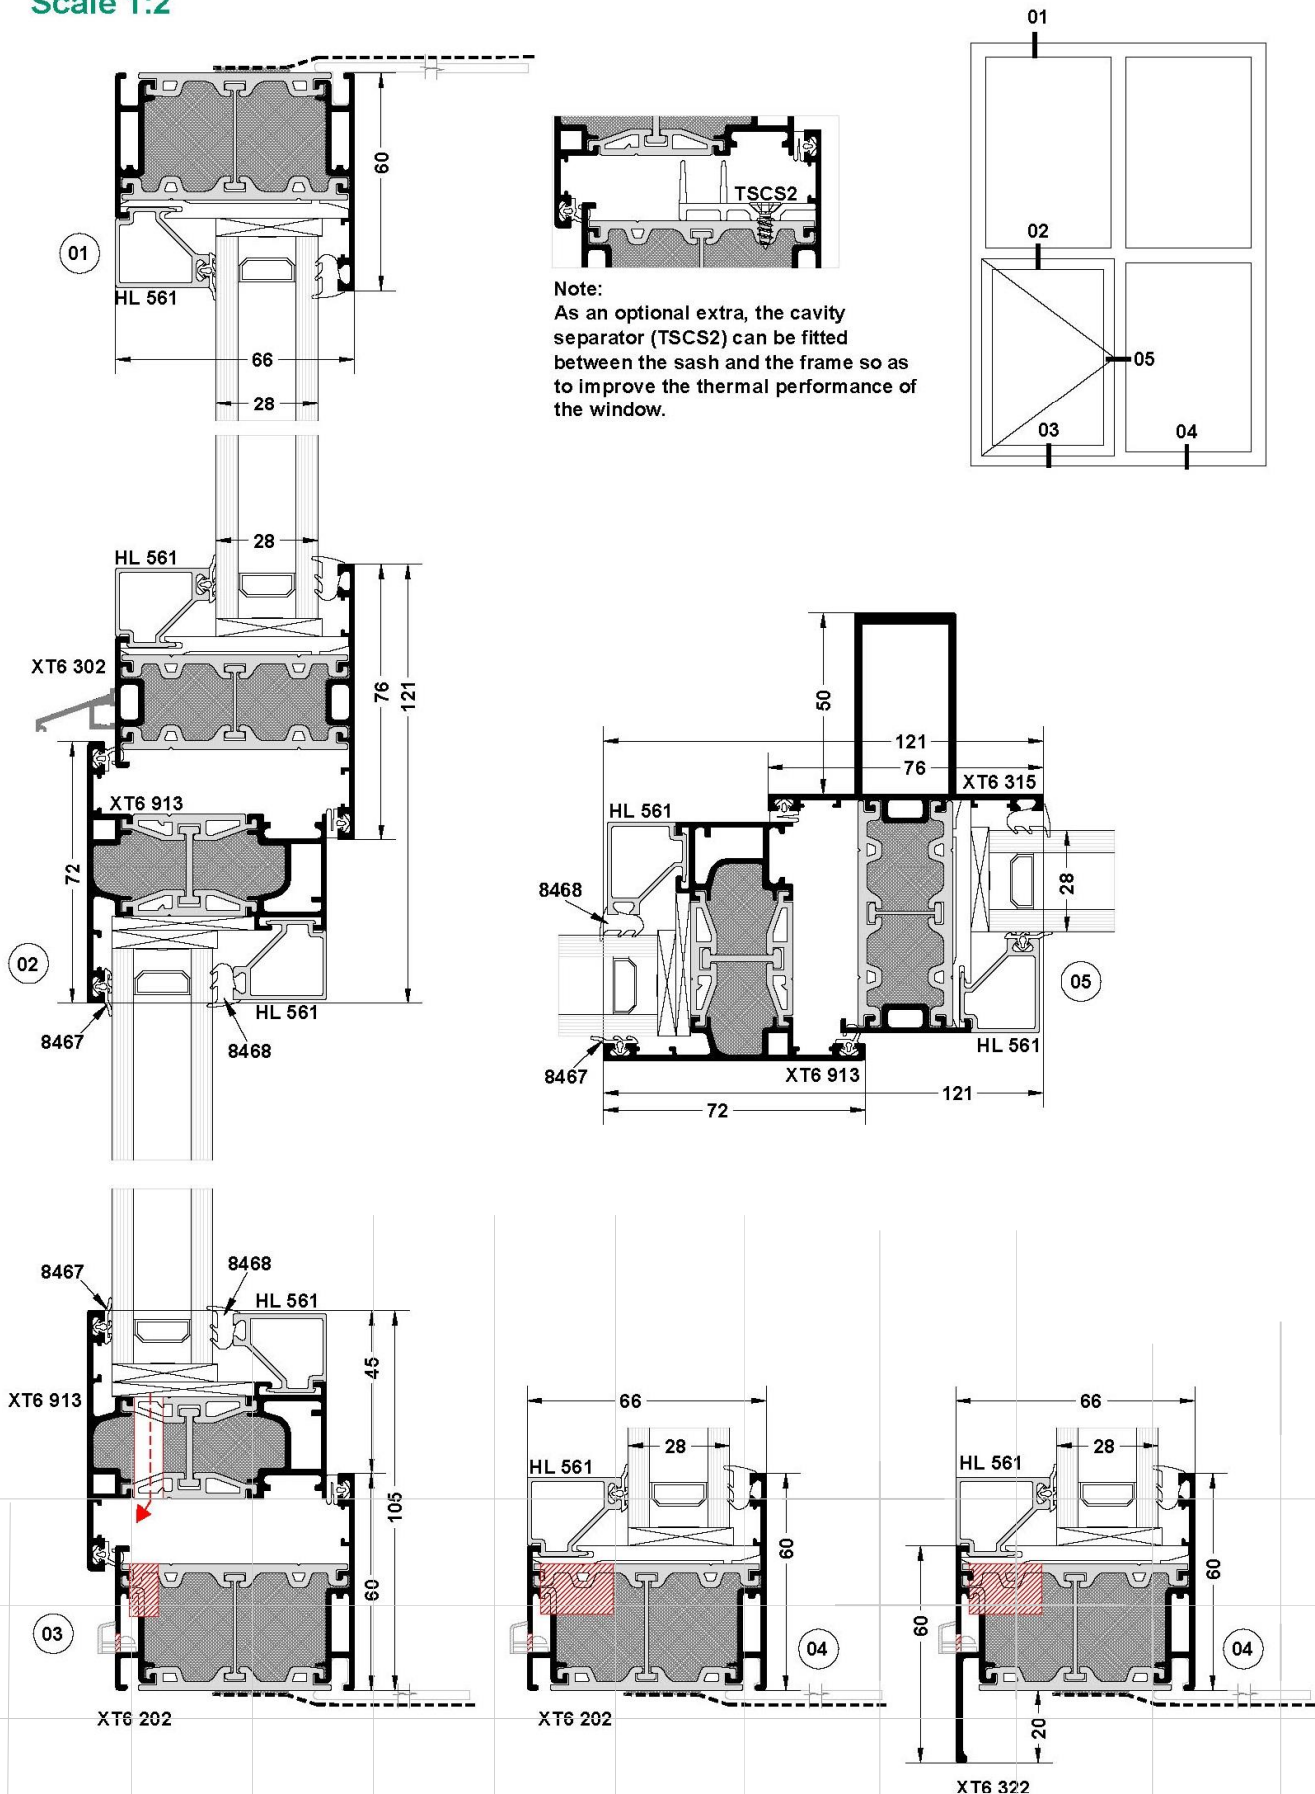 Scale 1:2
01
60
01
HL 561
66
28
TSCS2
Note:
As an optional extra, the cavity
separator (TSCS2) can be fitted
between the sash and the frame so as
to improve the thermal performance of
the window.
01
02
05
03
04
28
HL 561
XT6 302
76
121
XT6 913
72
02
HL 561
8467
8468
50
121
76
XT6 315
HL 561
28
8468
05
HL 561
8467
XT6 913
121
72
8467
8468
HL 561
45
XT6 913
105
60
03
XT6 202
66
28
HL 561
60
04
XT6 202
66
28
HL 561
60
60
04
20
XT6 322